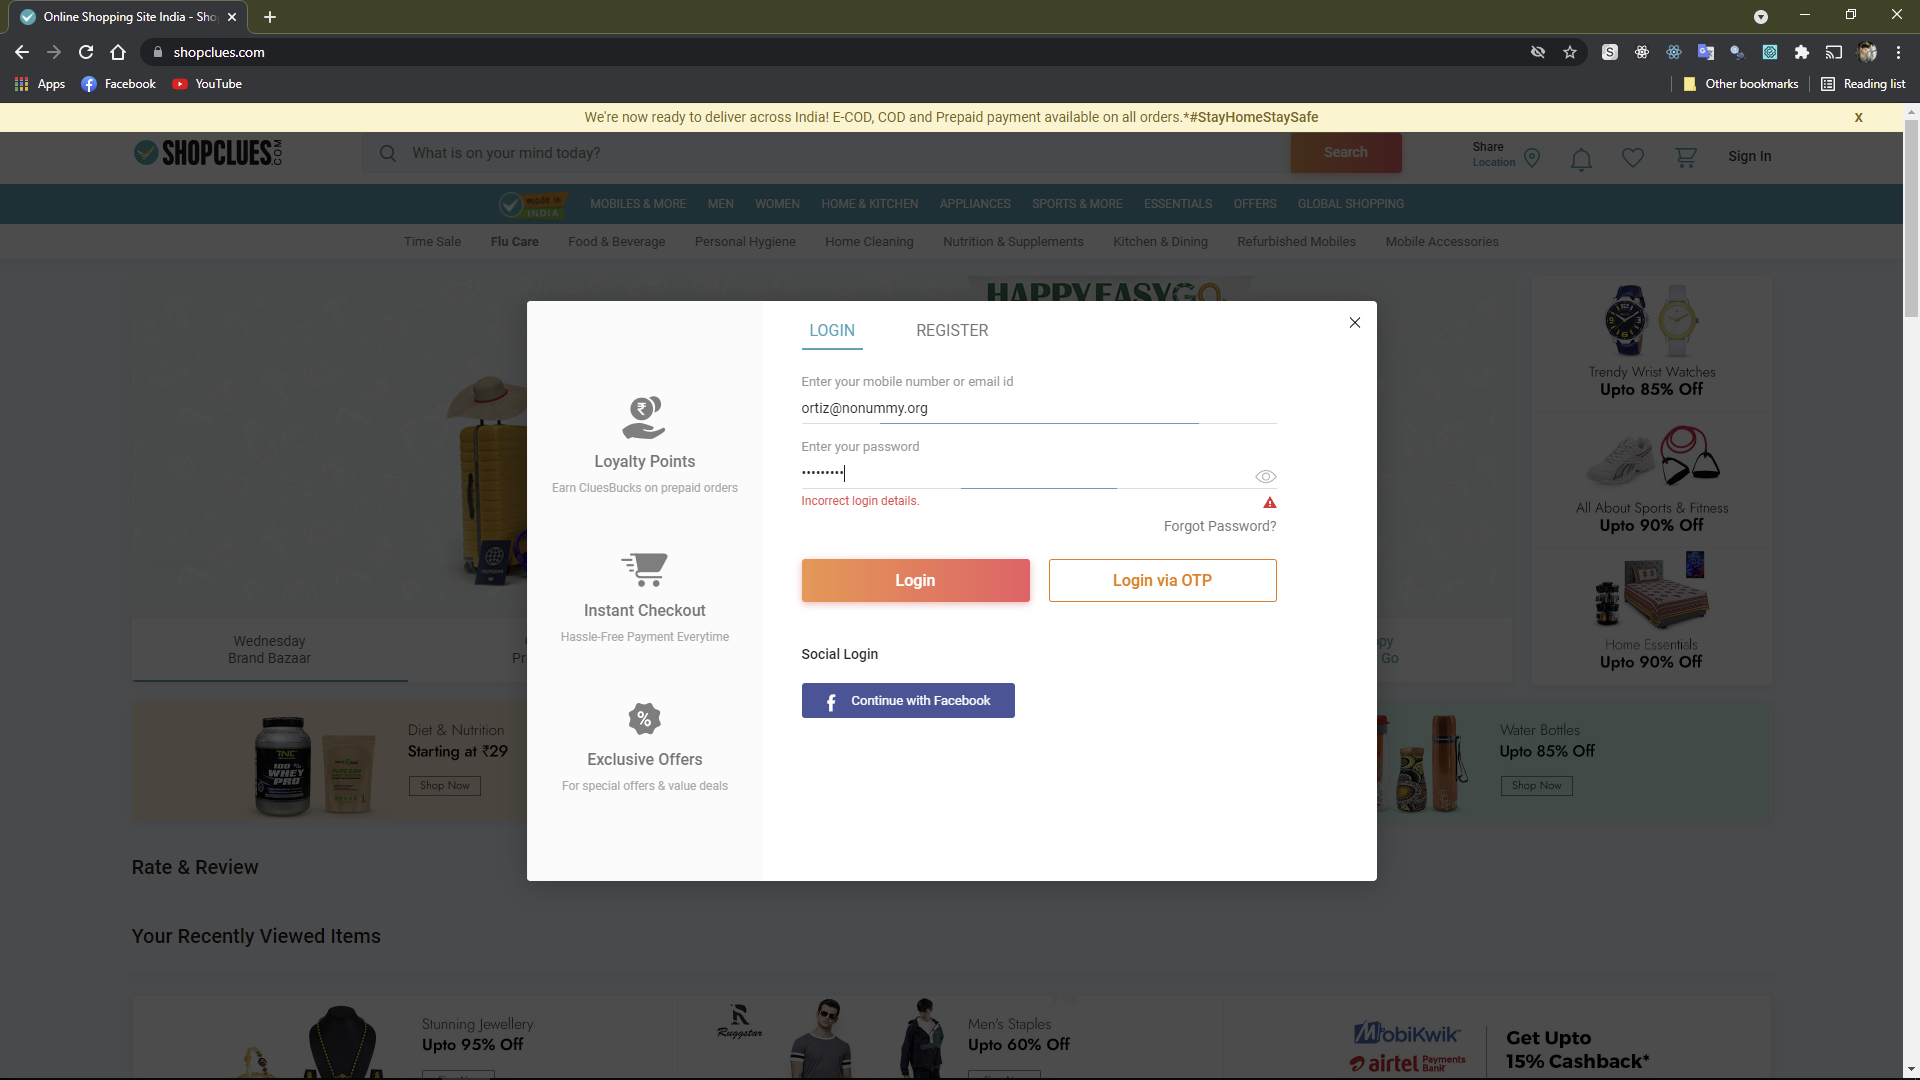 Online Shopping Site India - Sho
shopclues.com
Apps
Facebook
YouTube
Other bookmarks
Reading list
We're now ready to deliver across India! E-COD, COD and Prepaid payment available on all orders.*#StayHomeStaySafe
X
SHOPCLUES.COM
What is on your mind today?
Search
Share
Location
Sign In
made in
INDIA
MOBILES & MORE
MEN
WOMEN
HOME & KITCHEN
APPLIANCES
SPORTS & MORE
ESSENTIALS
OFFERS
GLOBAL SHOPPING
Time Sale
Flu Care
Food & Beverage
Personal Hygiene
Home Cleaning
Nutrition & Supplements
Kitchen & Dining
Refurbished Mobiles
Mobile Accessories
HAPPYEASYGO
LOGIN
REGISTER
Enter your mobile number or email id
ortiz@nonummy.org
Enter your password
•••••••••
Incorrect login details.
Forgot Password?
Login
Login via OTP
Social Login
Continue with Facebook
Loyalty Points
Earn CluesBucks on prepaid orders
Instant Checkout
Hassle-Free Payment Everytime
Exclusive Offers
For special offers & value deals
Trendy Wrist Watches
Upto 85% Off
All About Sports & Fitness
Upto 90% Off
Home Essentials
Upto 90% Off
Wednesday
Brand Bazaar
Go
Diet & Nutrition
Starting at ₹29
Shop Now
TNC
100 %
WHEY
PRO
Water Bottles
Upto 85% Off
Shop Now
Rate & Review
Your Recently Viewed Items
Stunning Jewellery
Upto 95% Off
Ruggstar
Men's Staples
Upto 60% Off
MobiKwik
airtel Payments Bank
Get Upto
15% Cashback*